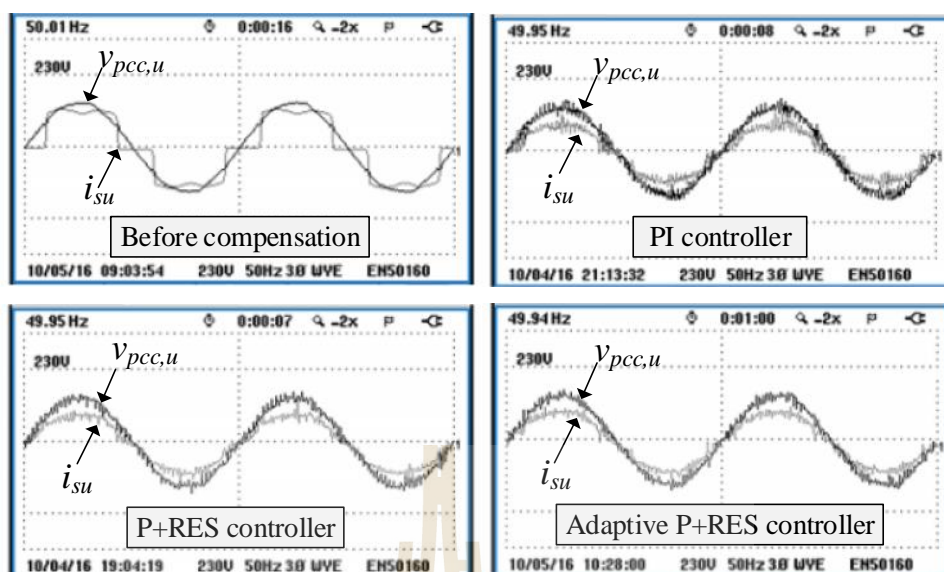 50.01 Hz 0:00:16 -2x
230V
v_pcc,u
i_su
Before compensation
10/05/16 09:03:54 230V 50Hz 3Ø WYE EN50160
49.95 Hz 0:00:08 -2x
230V
v_pcc,u
i_su
PI controller
10/04/16 21:13:32 230V 50Hz 3Ø WYE EN50160
49.95 Hz 0:00:07 -2x
230V
v_pcc,u
i_su
P+RES controller
10/04/16 19:04:19 230V 50Hz 3Ø WYE EN50160
49.94 Hz 0:01:00 -2x
230V
v_pcc,u
i_su
Adaptive P+RES controller
10/05/16 10:28:00 230V 50Hz 3Ø WYE EN50160